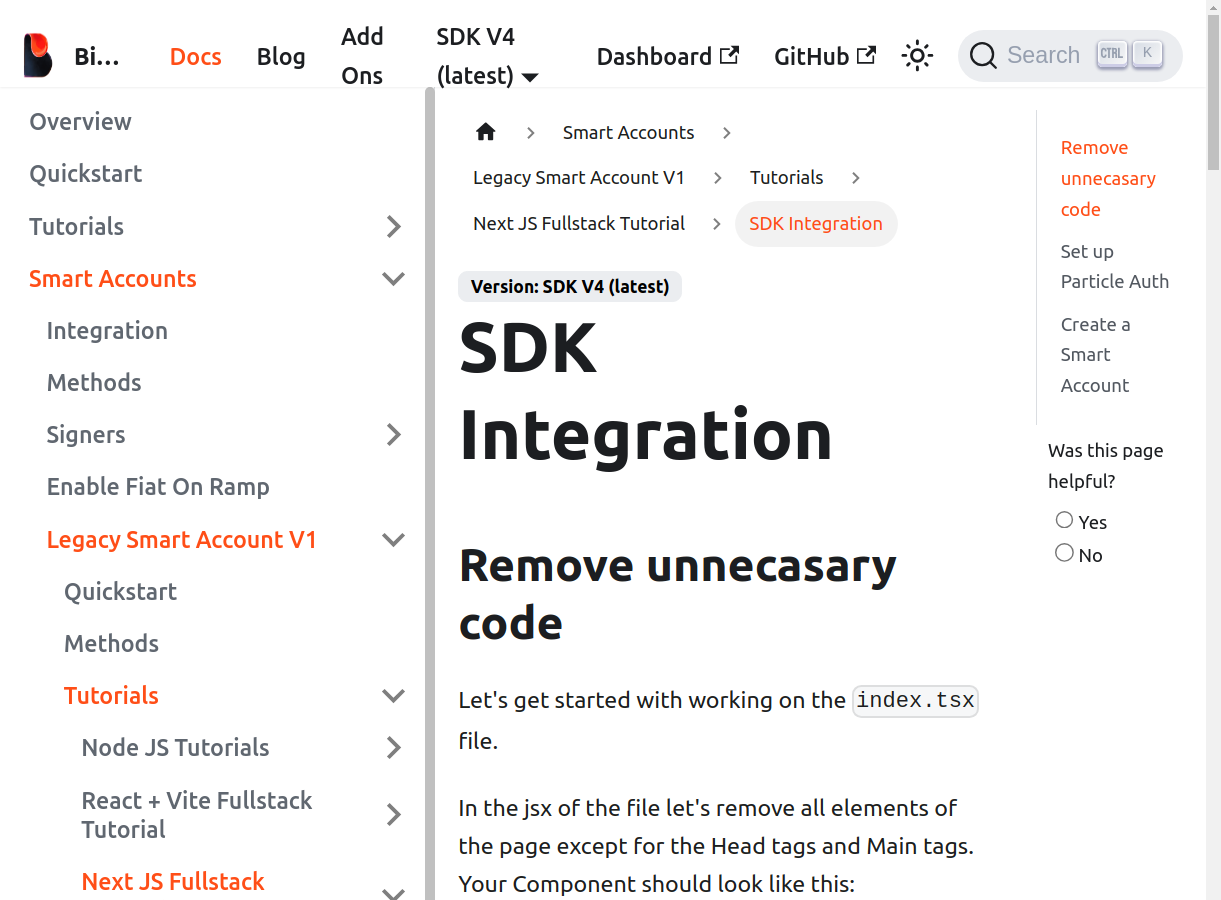 Bi...
Docs
Blog
Add
Ons
SDK V4
(latest)
Dashboard
GitHub
Search
CTRL
K
Overview
Quickstart
Tutorials
Smart Accounts
Integration
Methods
Signers
Enable Fiat On Ramp
Legacy Smart Account V1
Quickstart
Methods
Tutorials
Node JS Tutorials
React + Vite Fullstack
Tutorial
Next JS Fullstack
Smart Accounts
Legacy Smart Account V1
Tutorials
Next JS Fullstack Tutorial
SDK Integration
Version: SDK V4 (latest)
SDK
Integration
Remove unnecasary
code
Let's get started with working on the index.tsx
file.
In the jsx of the file let's remove all elements of
the page except for the Head tags and Main tags.
Your Component should look like this:
Remove
unnecasary
code
Set up
Particle Auth
Create a
Smart
Account
Was this page
helpful?
Yes
No